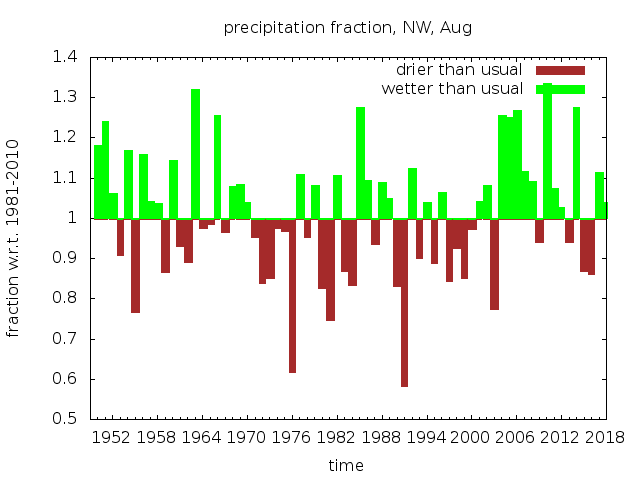 precipitation fraction, NW, Aug
drier than usual
wetter than usual
fraction w.r.t. 1981-2010
1.4
1.3
1.2
1.1
1
0.9
0.8
0.7
0.6
0.5
1952 1958 1964 1970 1976 1982 1988 1994 2000 2006 2012 2018
time